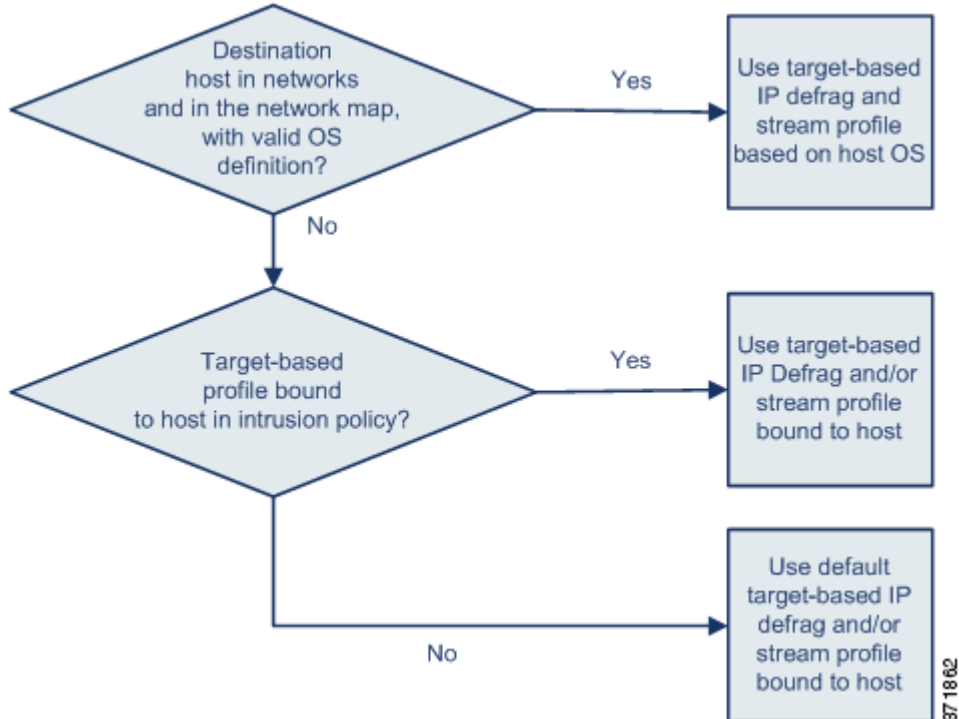 Destination
host in networks
and in the network map,
with valid OS
definition?
Yes
Use target-based
IP defrag and
stream profile
based on host OS
No
Target-based
profile bound
to host in intrusion policy?
Yes
Use target-based
IP Defrag and/or
stream profile
bound to host
No
Use default
target-based IP
defrag and/or
stream profile
bound to host
371862